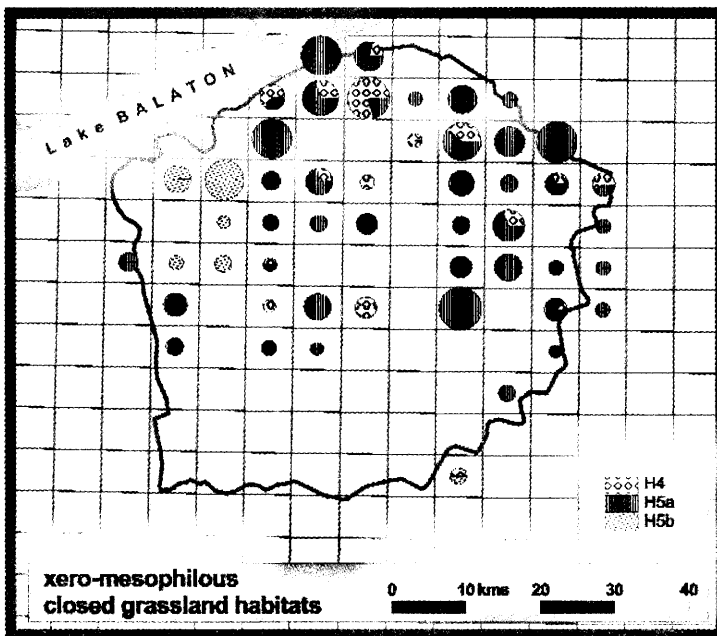 Lake BALATON
H4
H5a
H5b
xero-mesophilous
closed grassland habitats
0 10 kms 20 30 40